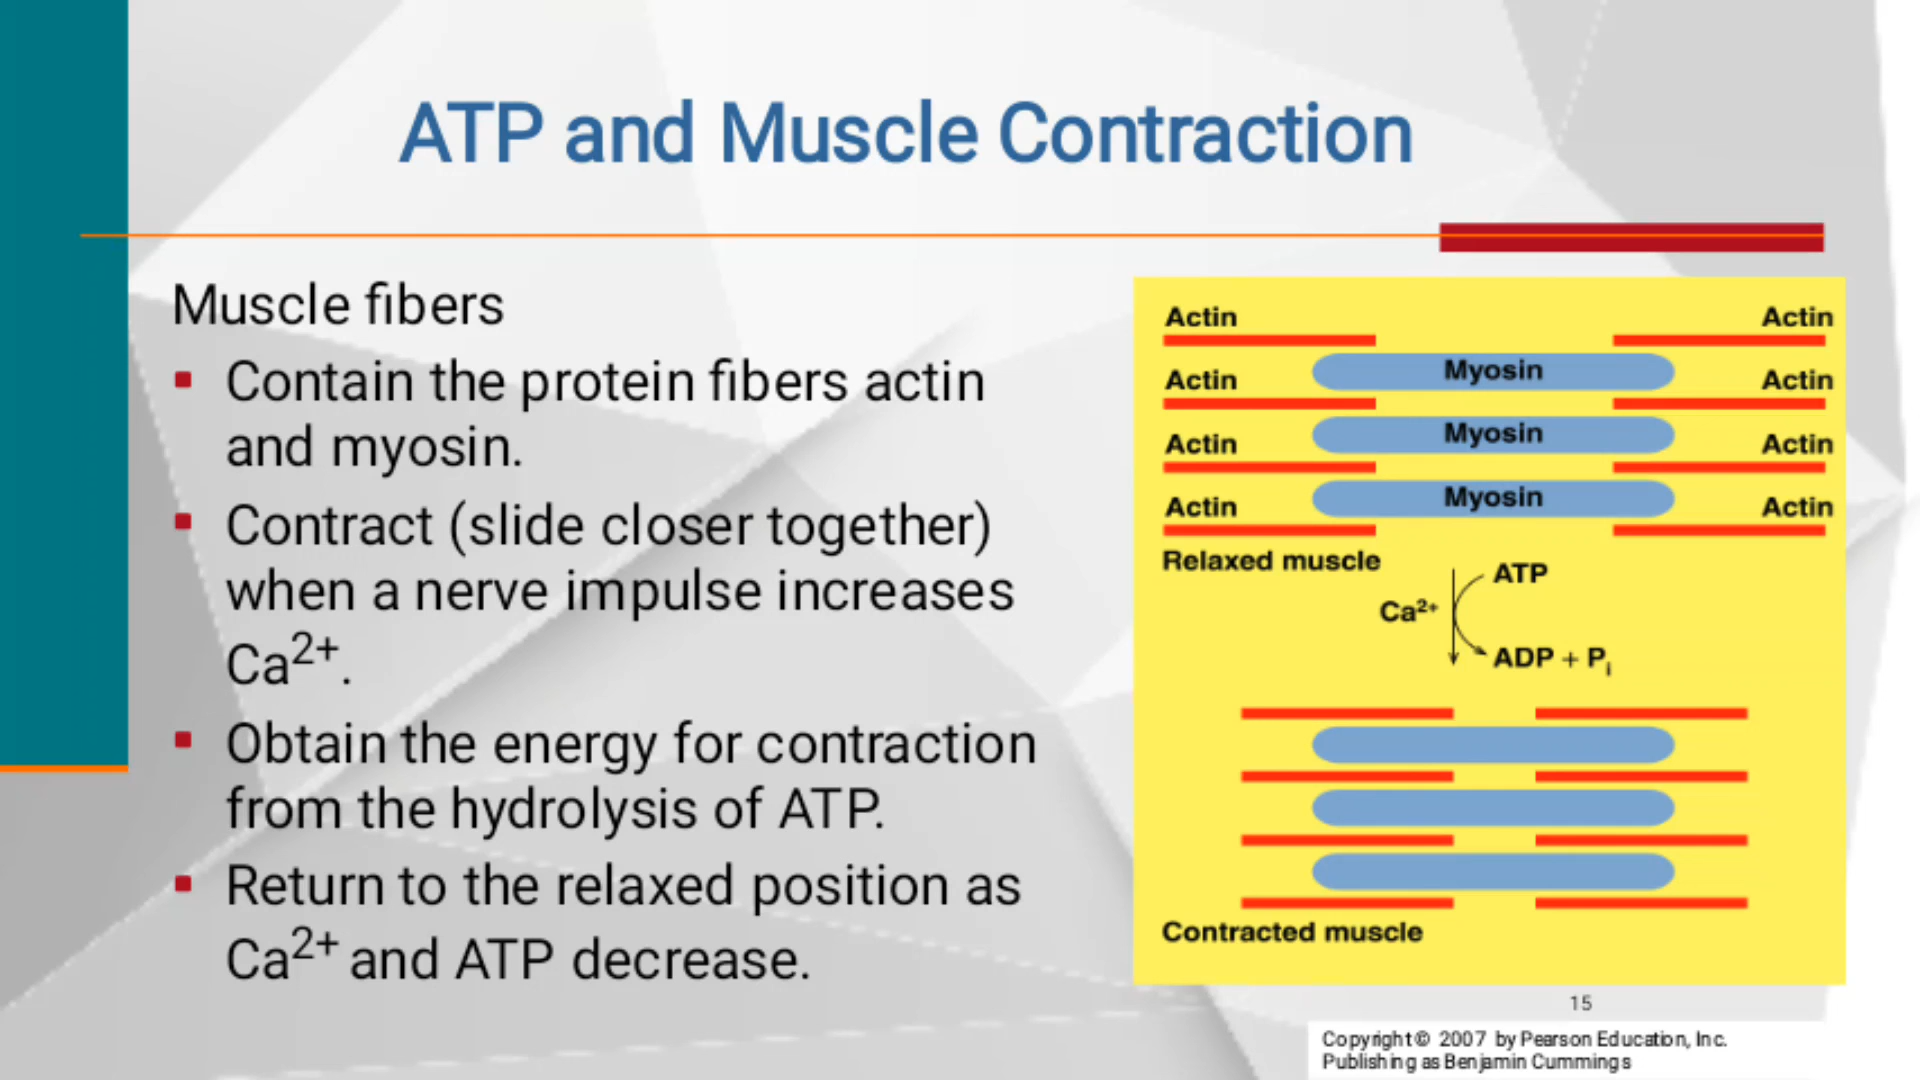 ATP and Muscle Contraction
Muscle fibers
▪ Contain the protein fibers actin
and myosin.
▪ Contract (slide closer together)
when a nerve impulse increases
Ca²⁺.
▪ Obtain the energy for contraction
from the hydrolysis of ATP.
▪ Return to the relaxed position as
Ca²⁺ and ATP decrease.
Actin Actin
Myosin
Actin Actin
Myosin
Actin Actin
Myosin
Actin Actin
Relaxed muscle
ATP
Ca²⁺
ADP + Pᵢ
Contracted muscle
15
Copyright © 2007 by Pearson Education, Inc.
Publishing as Benjamin Cummings